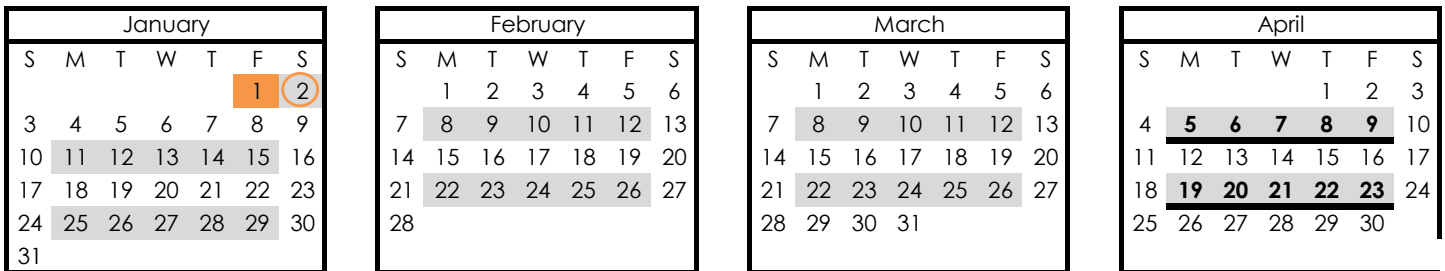 January
S M T W T F S
1 2
3 4 5 6 7 8 9
10 11 12 13 14 15 16
17 18 19 20 21 22 23
24 25 26 27 28 29 30
31
February
S M T W T F S
1 2 3 4 5 6
7 8 9 10 11 12 13
14 15 16 17 18 19 20
21 22 23 24 25 26 27
28
March
S M T W T F S
1 2 3 4 5 6
7 8 9 10 11 12 13
14 15 16 17 18 19 20
21 22 23 24 25 26 27
28 29 30 31
April
S M T W T F S
1 2 3
4 5 6 7 8 9 10
11 12 13 14 15 16 17
18 19 20 21 22 23 24
25 26 27 28 29 30